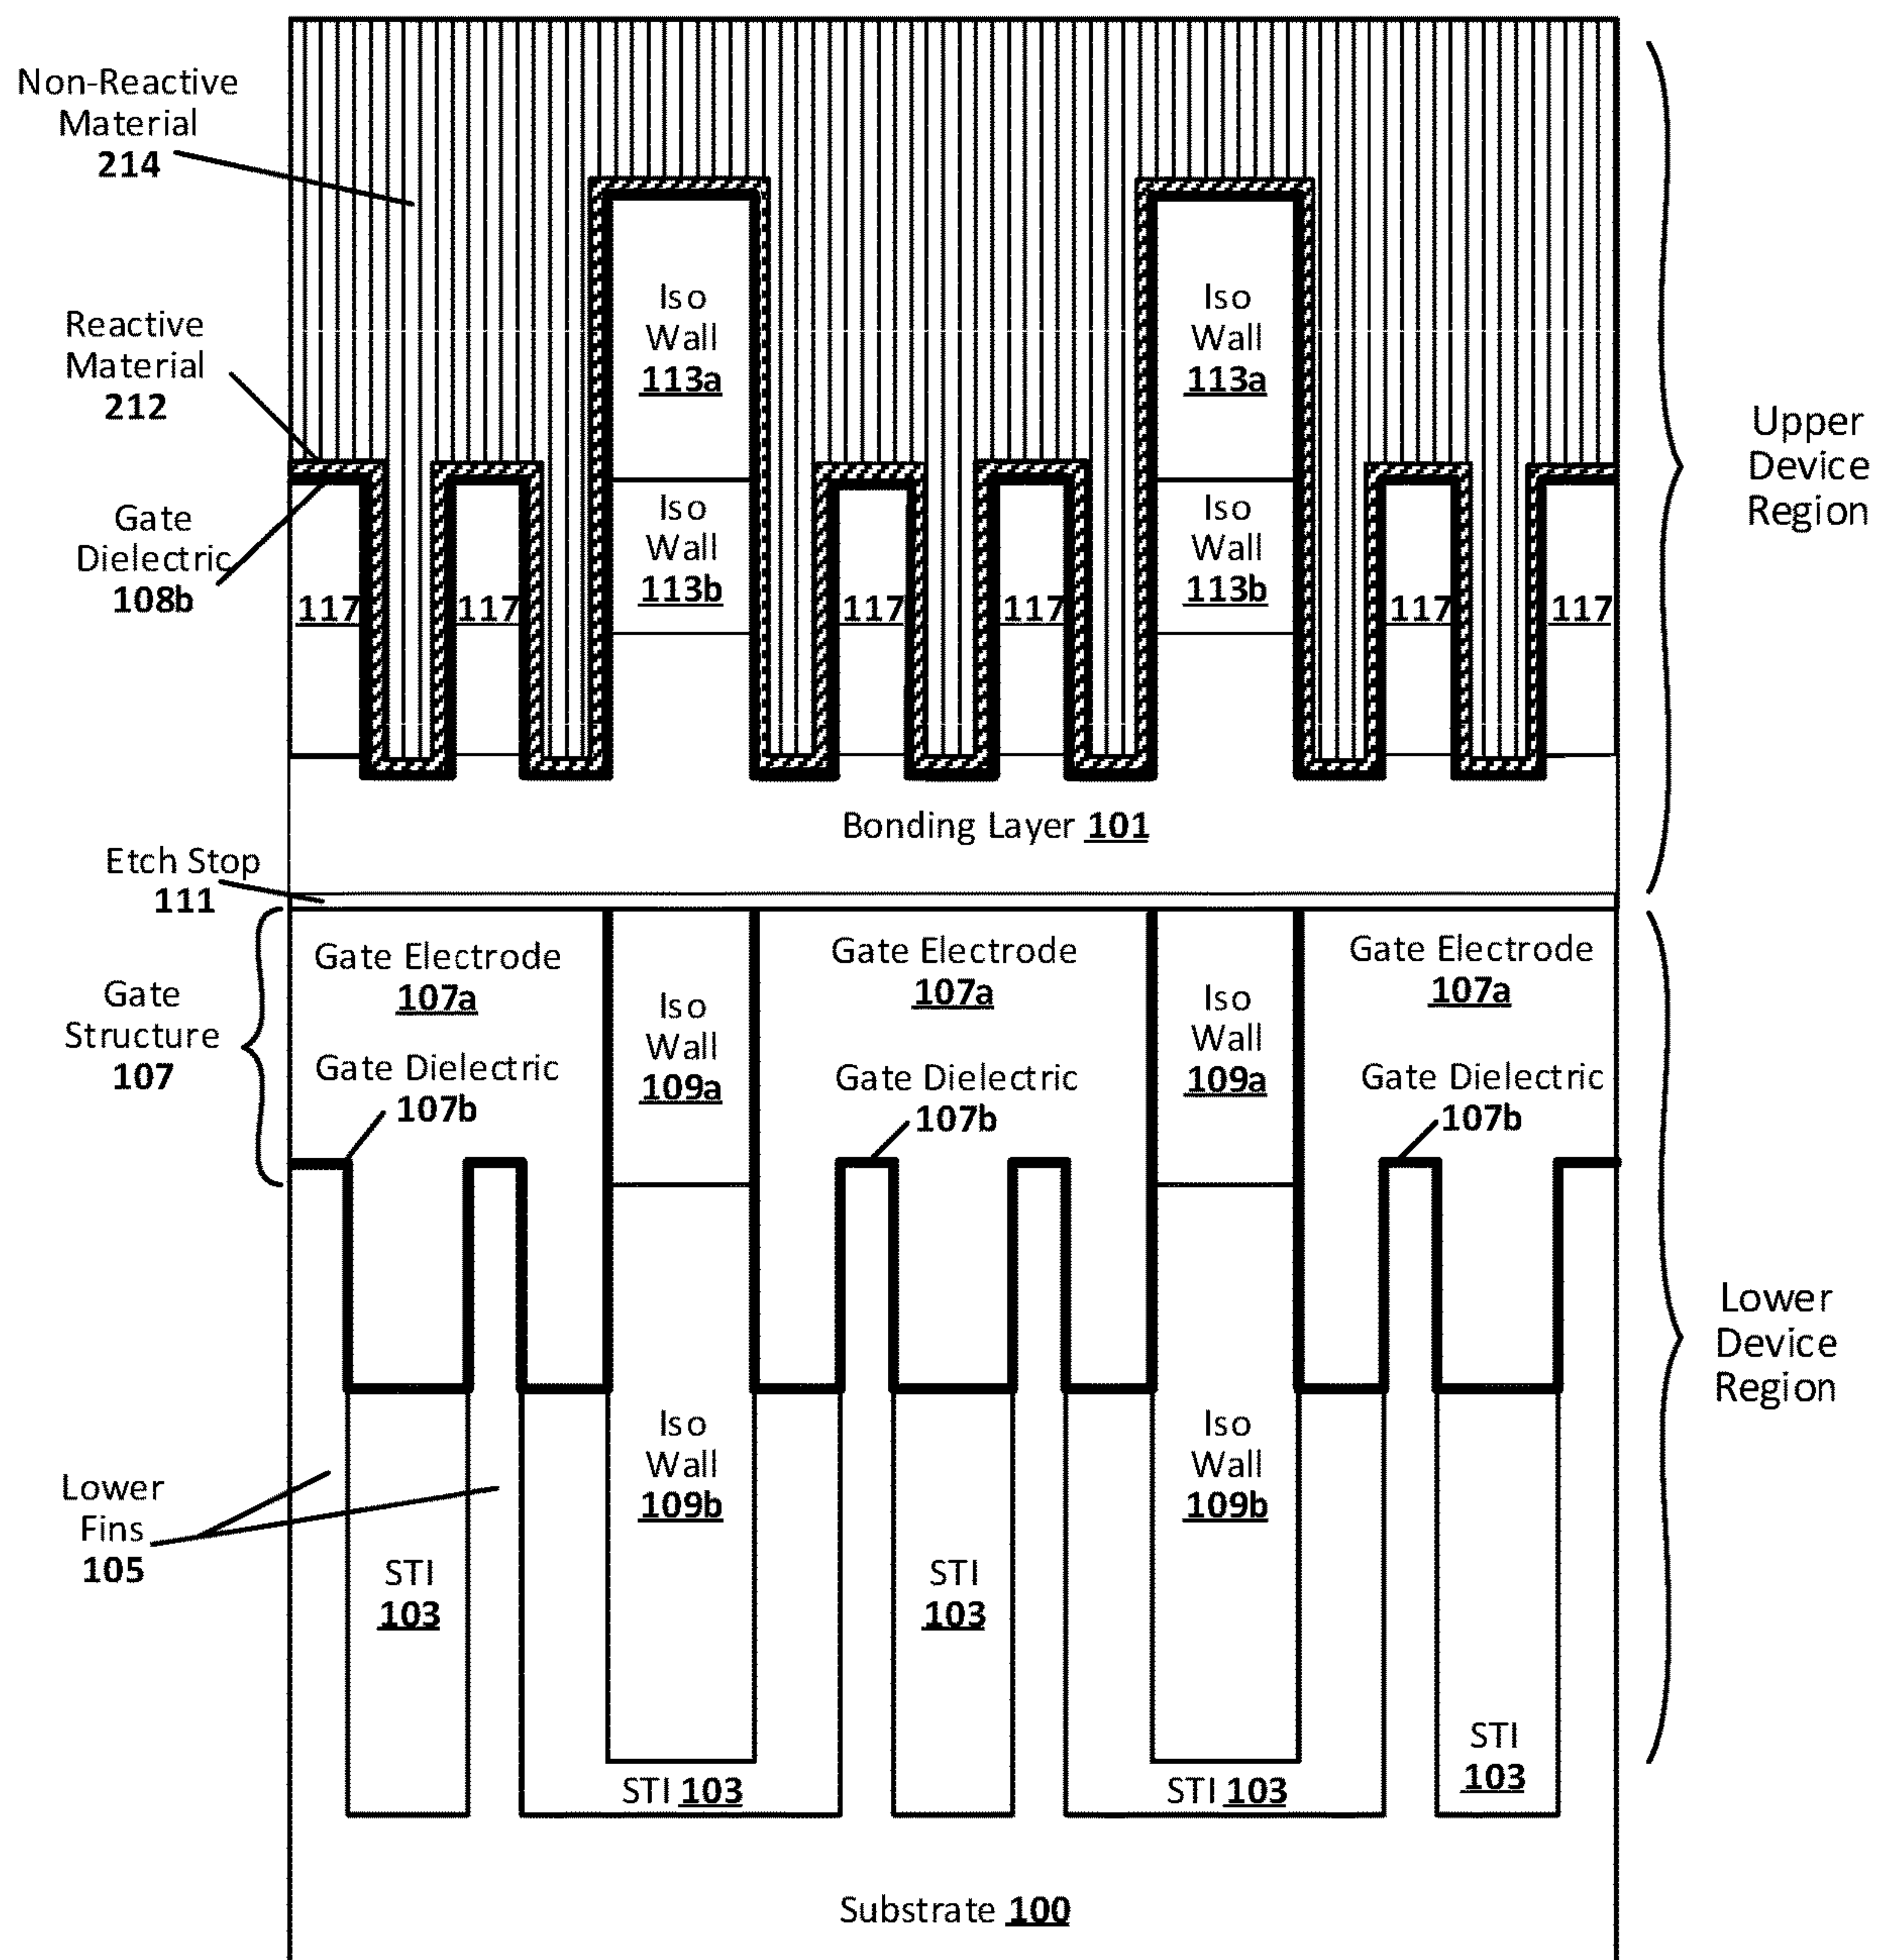 Non-Reactive
Material
214
Reactive
Material
212
Gate
Dielectric
108b
Iso
Wall
113a
Iso
Wall
113a
Iso
Wall
113b
Iso
Wall
113b
117
117
117
117
117
117
Upper
Device
Region
Bonding Layer 101
Etch Stop
111
Gate
Structure
107
Gate Electrode
107a
Gate Dielectric
107b
Iso
Wall
109a
Gate Electrode
107a
Gate Dielectric
107b
Iso
Wall
109a
Gate Electrode
107a
Gate Dielectric
107b
Lower
Device
Region
Lower
Fins
105
STI
103
Iso
Wall
109b
STI
103
Iso
Wall
109b
STI
103
STI 103
STI 103
Substrate 100